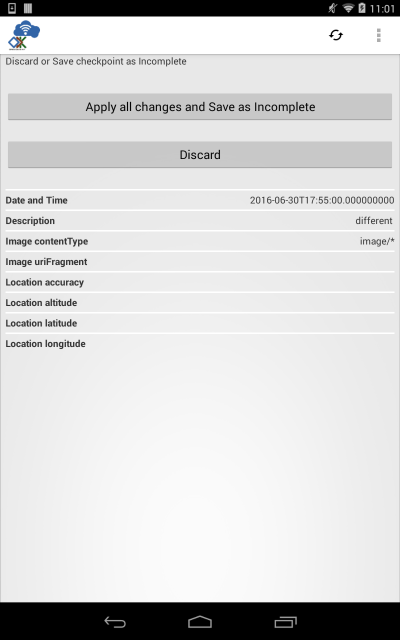 11:01
Discard or Save checkpoint as Incomplete
Apply all changes and Save as Incomplete
Discard
Date and Time 2016-06-30T17:55:00.000000000
Description different
Image contentType image/*
Image uriFragment
Location accuracy
Location altitude
Location latitude
Location longitude